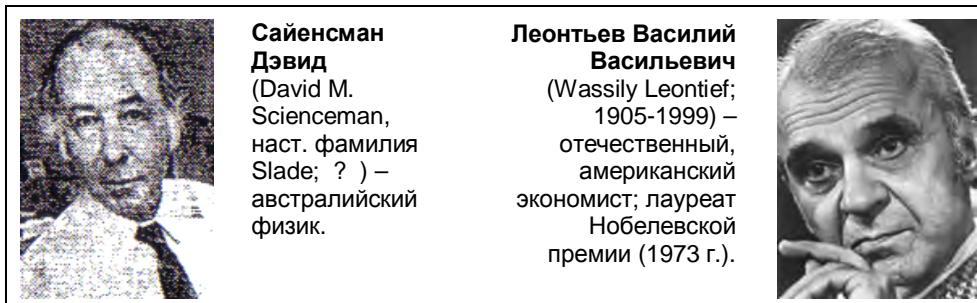 Сайенсман
Дэвид
(David M.
Scienceman,
наст. фамилия
Slade;  ?  ) –
австралийский
физик.
Леонтьев Василий
Васильевич
(Wassily Leontief;
1905-1999) –
отечественный,
американский
экономист; лауреат
Нобелевской
премии (1973 г.).